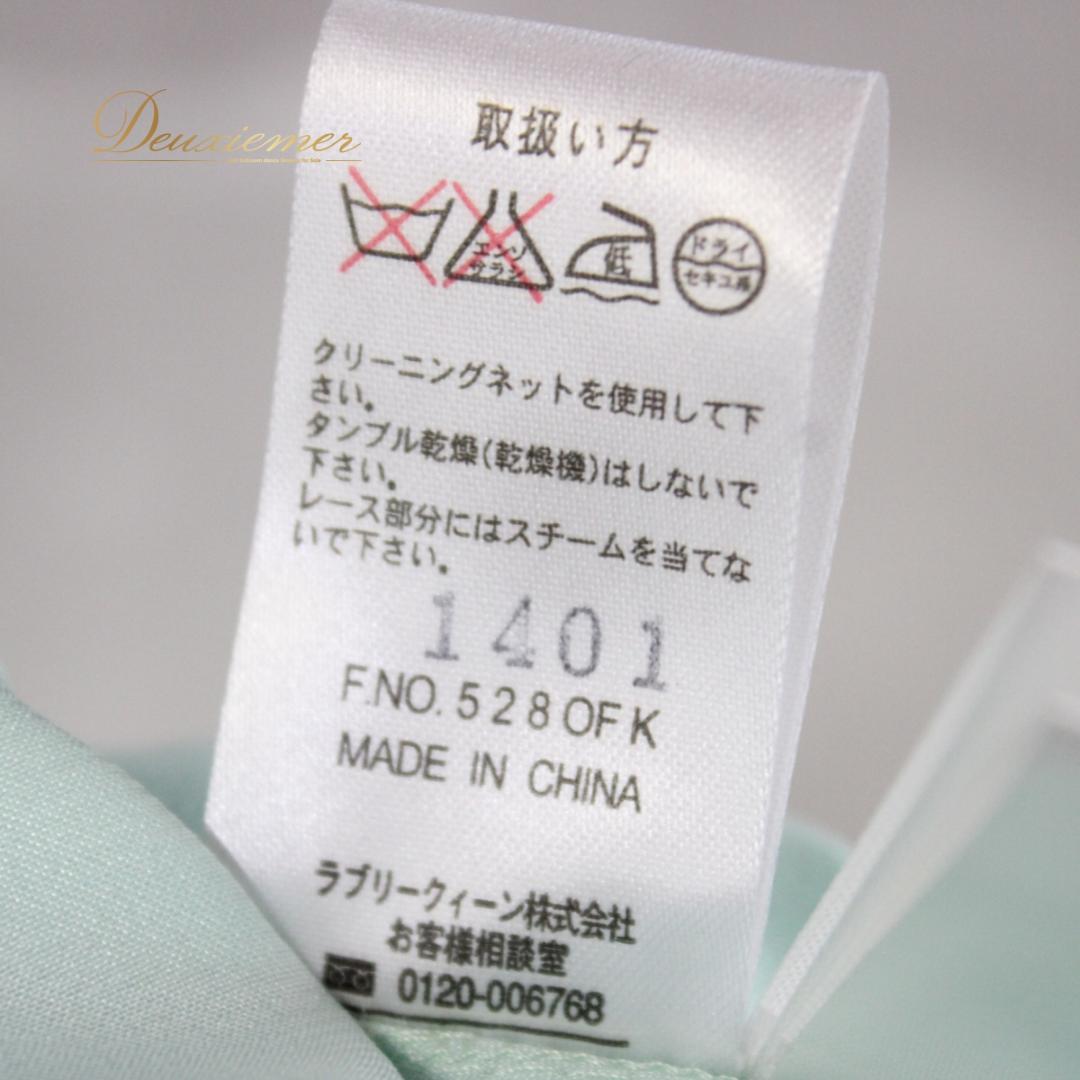 Deuxiemer
取扱い方
エンソ
サラシ
低
ドライ
セキユ系
クリーニングネットを使用して下
さい。
タンブル乾燥(乾燥機)はしないで
下さい。
レース部分にはスチームを当てな
いで下さい。
1401
F.NO. 528OFK
MADE IN CHINA
ラブリークィーン株式会社
お客様相談室
0120-006768